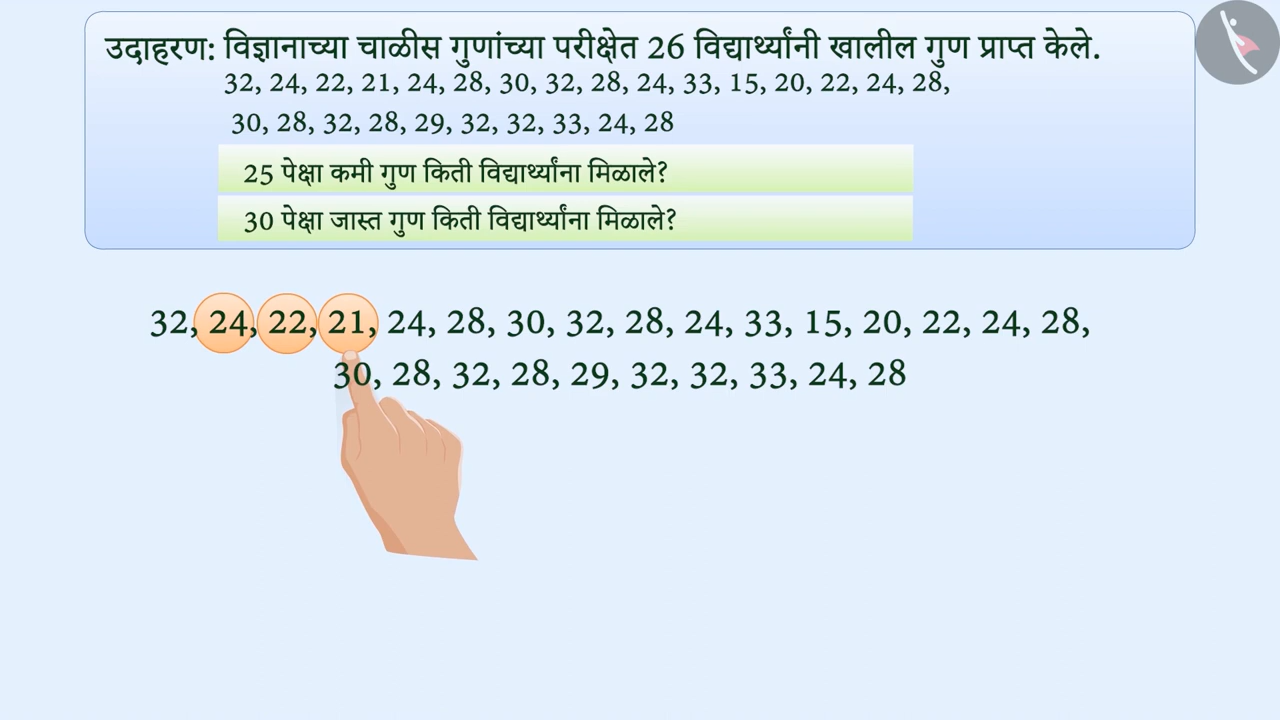 उदाहरण: विज्ञानाच्या चाळीस गुणांच्या परीक्षेत 26 विद्यार्थ्यांनी खालील गुण प्राप्त केले.
32, 24, 22, 21, 24, 28, 30, 32, 28, 24, 33, 15, 20, 22, 24, 28,
30, 28, 32, 28, 29, 32, 32, 33, 24, 28
25 पेक्षा कमी गुण किती विद्यार्थ्यांना मिळाले?
30 पेक्षा जास्त गुण किती विद्यार्थ्यांना मिळाले?
32, 24, 22, 21, 24, 28, 30, 32, 28, 24, 33, 15, 20, 22, 24, 28,
30, 28, 32, 28, 29, 32, 32, 33, 24, 28